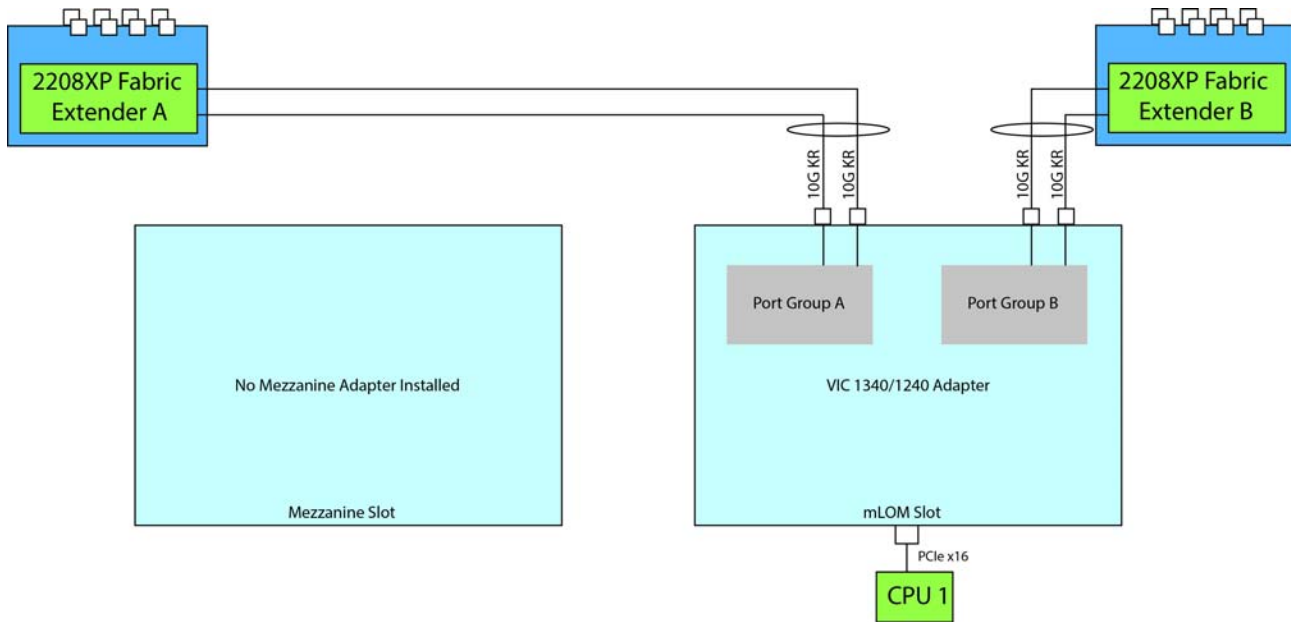 2208XP Fabric
Extender A
2208XP Fabric
Extender B
10G KR
10G KR
10G KR
10G KR
Port Group A
Port Group B
No Mezzanine Adapter Installed
VIC 1340/1240 Adapter
Mezzanine Slot
mLOM Slot
PCIe x16
CPU 1